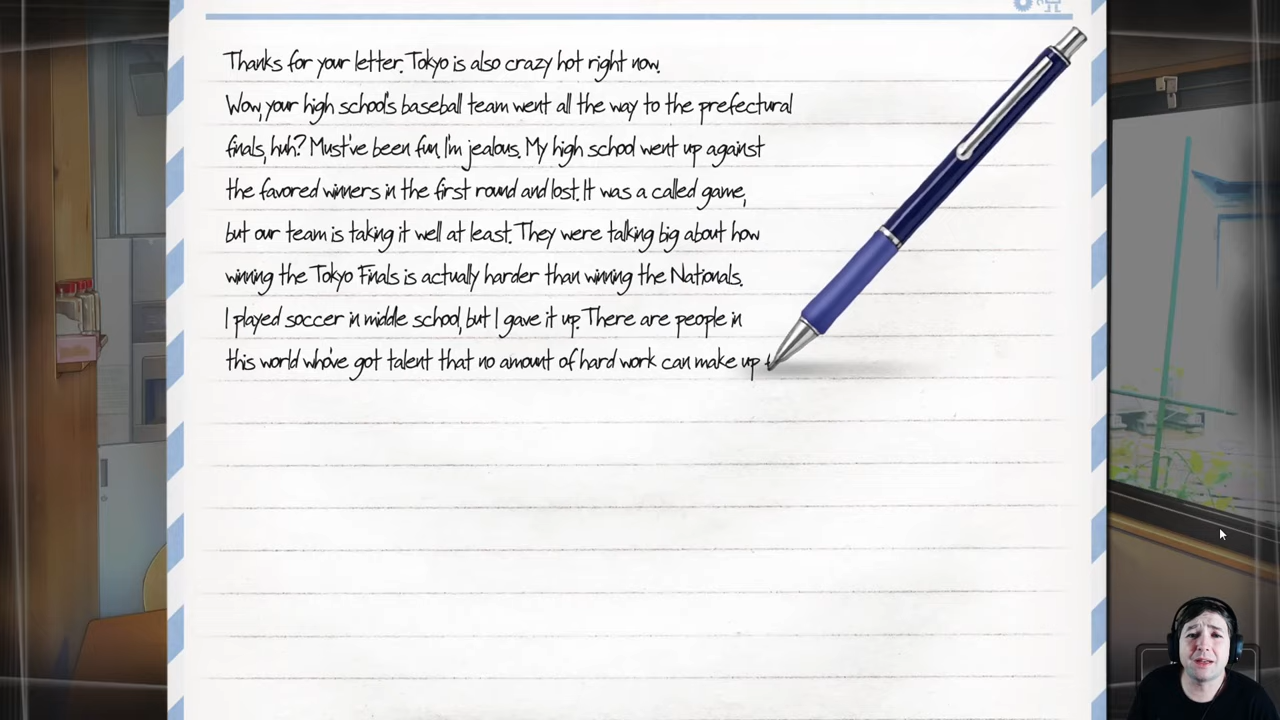 Thanks for your letter. Tokyo is also crazy hot right now.
Wow, your high school's baseball team went all the way to the prefectural
finals, huh? Must've been fun. I'm jealous. My high school went up against
the favored winners in the first round and lost. It was a called game,
but our team is taking it well at least. They were talking big about how
winning the Tokyo Finals is actually harder than winning the Nationals.
I played soccer in middle school, but I gave it up. There are people in
this world who've got talent that no amount of hard work can make up